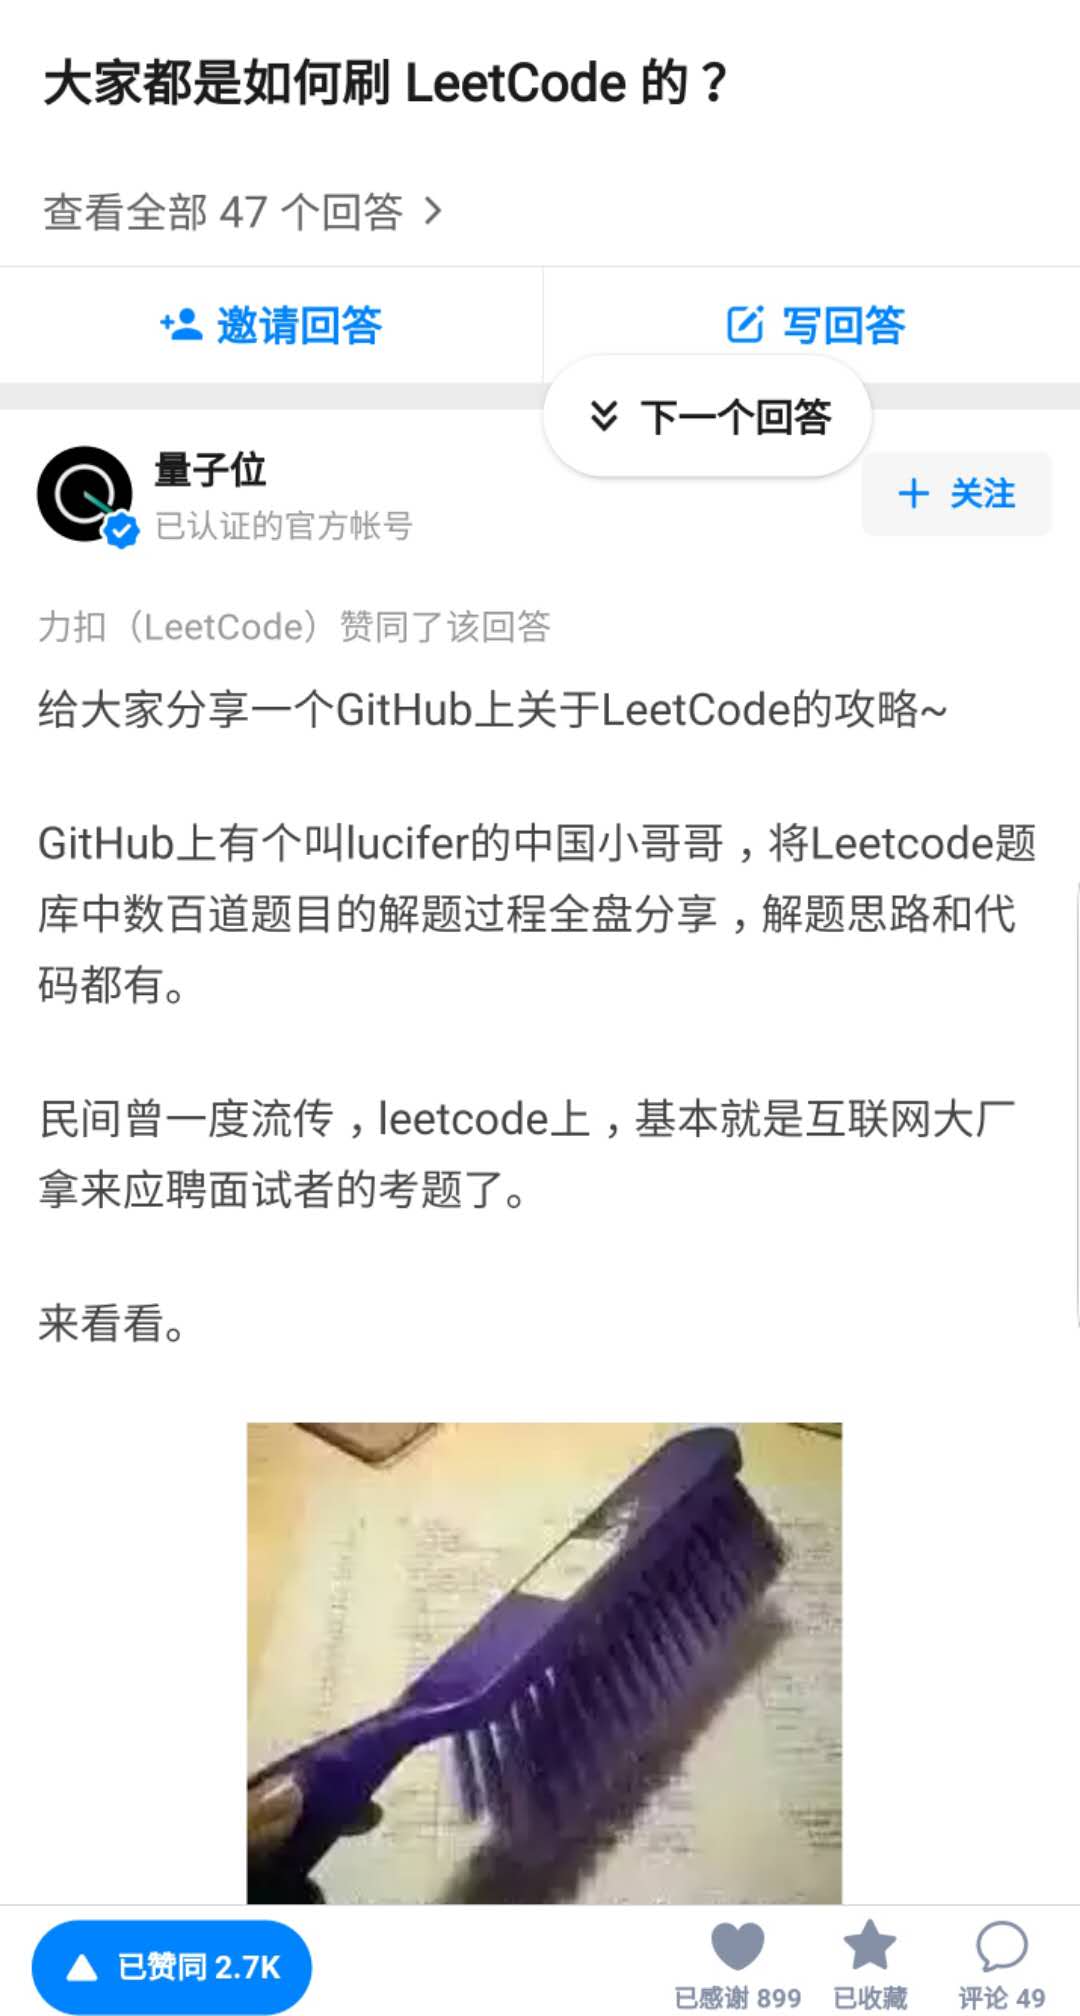 大家都是如何刷 LeetCode 的？
查看全部 47 个回答
邀请回答
写回答
下一个回答
量子位
已认证的官方帐号
+ 关注
力扣（LeetCode）赞同了该回答
给大家分享一个GitHub上关于LeetCode的攻略~
GitHub上有个叫lucifer的中国小哥哥，将Leetcode题
库中数百道题目的解题过程全盘分享，解题思路和代
码都有。
民间曾一度流传，leetcode上，基本就是互联网大厂
拿来应聘面试者的考题了。
来看看。
已赞同 2.7K
已感谢 899
已收藏
评论 49